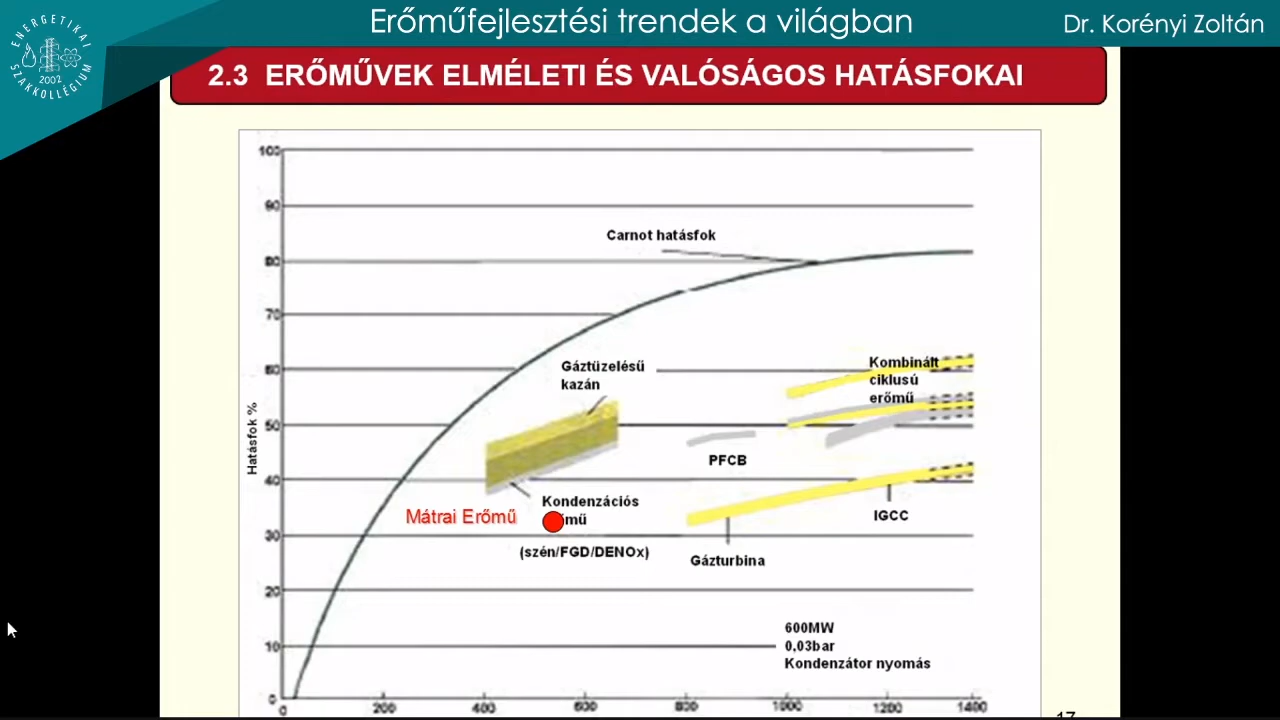 ENERGETIKAI SZAKKOLLÉGIUM
2002
Erőműfejlesztési trendek a világban
Dr. Korényi Zoltán
2.3 ERŐMŰVEK ELMÉLETI ÉS VALÓSÁGOS HATÁSFOKAI
Hatásfok %
100
90
80
70
60
50
40
30
20
10
0
Carnot hatásfok
Gáztüzelésű
kazán
Kombinált
ciklusú
erőmű
PFCB
Mátrai Erőmű
Kondenzációs
mű
(szén/FGD/DENOx)
IGCC
Gázturbina
600MW
0,03bar
Kondenzátor nyomás
0
200
400
600
800
1000
1200
1400
17